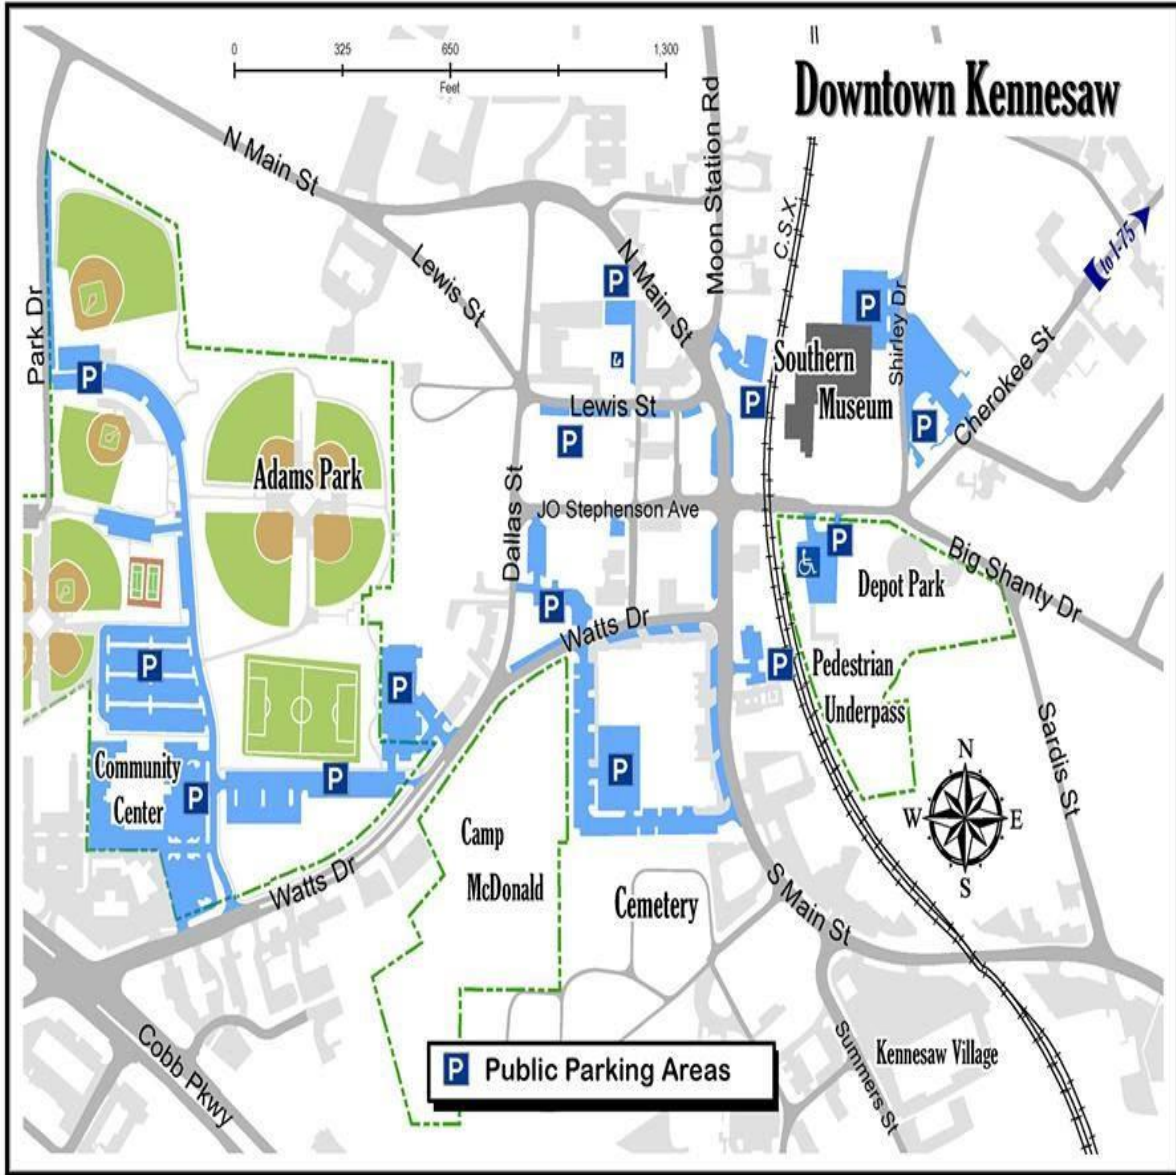 0 325 650 1,300
Feet
Downtown Kennesaw
N Main St
Moon Station Rd
C.S.X.
to I-75
Lewis St
N Main St
P
Park Dr
P
P
Shirley Dr
Southern
Museum
Cherokee St
P
Lewis St
P
P
Adams Park
Dallas St
JO Stephenson Ave
P
Big Shanty Dr
Depot Park
P
Watts Dr
P
P
P
Pedestrian
Underpass
Sardis St
Community
Center
P
P
P
N
W E
S
Camp
McDonald
Watts Dr
Cemetery
S Main St
Cobb Pkwy
Summers St
Kennesaw Village
P Public Parking Areas